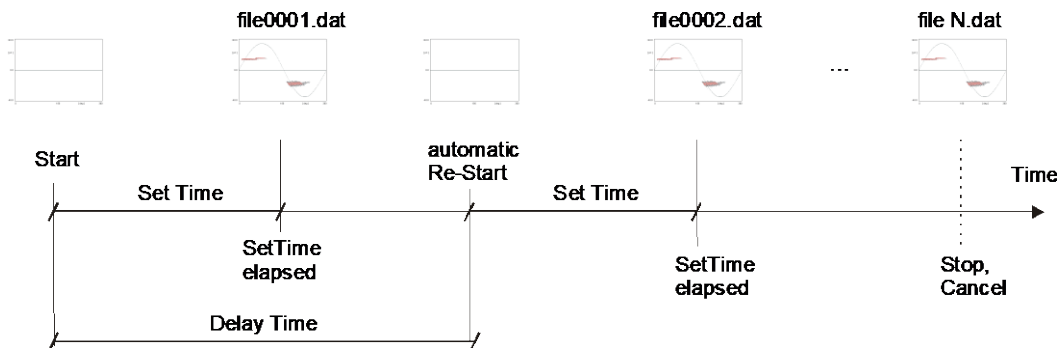 file0001.dat
file0002.dat
file N.dat
...
Start
automatic
Re-Start
Time
Set Time
Set Time
SetTime
elapsed
SetTime
elapsed
Stop,
Cancel
Delay Time